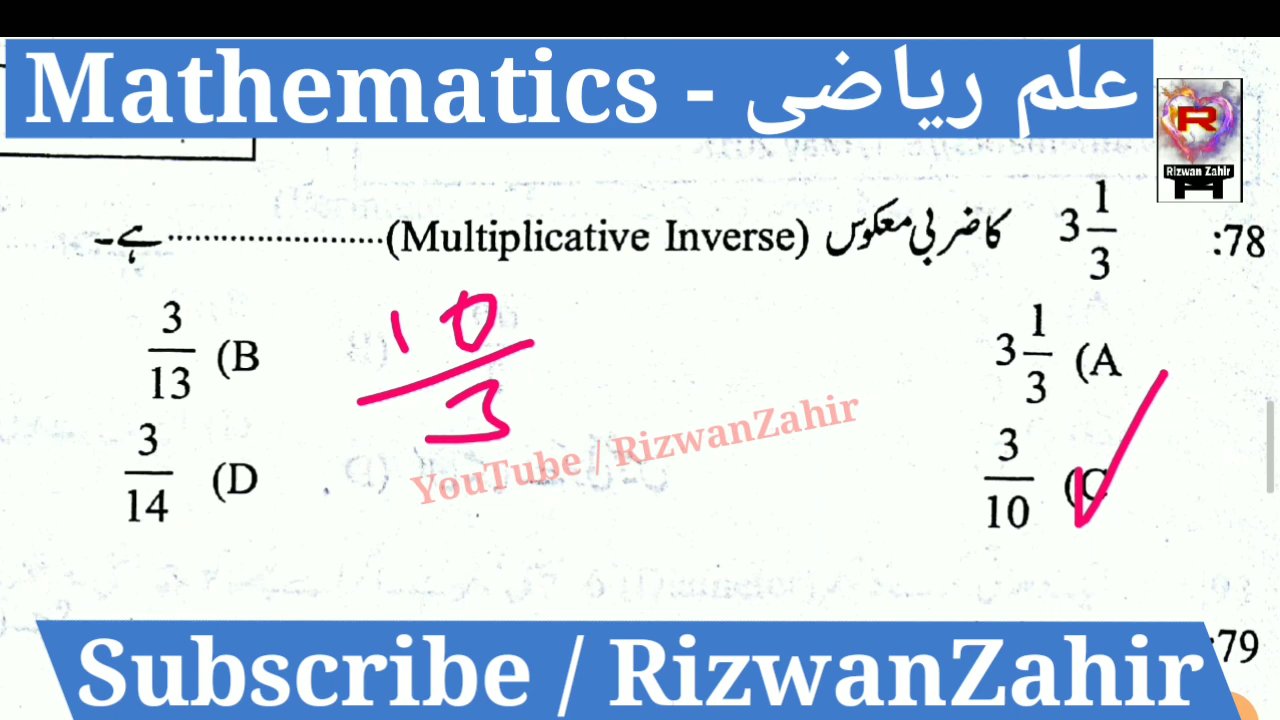 Mathematics - علم ریاضی
R
Rizwan Zahir
78: 3 1/3 کا ضربی معکوس (Multiplicative Inverse) ........................ ہے۔
A) 3 1/3
B) 3/13
10/3
C) 3/10
D) 3/14
YouTube / RizwanZahir
:79
Subscribe / RizwanZahir